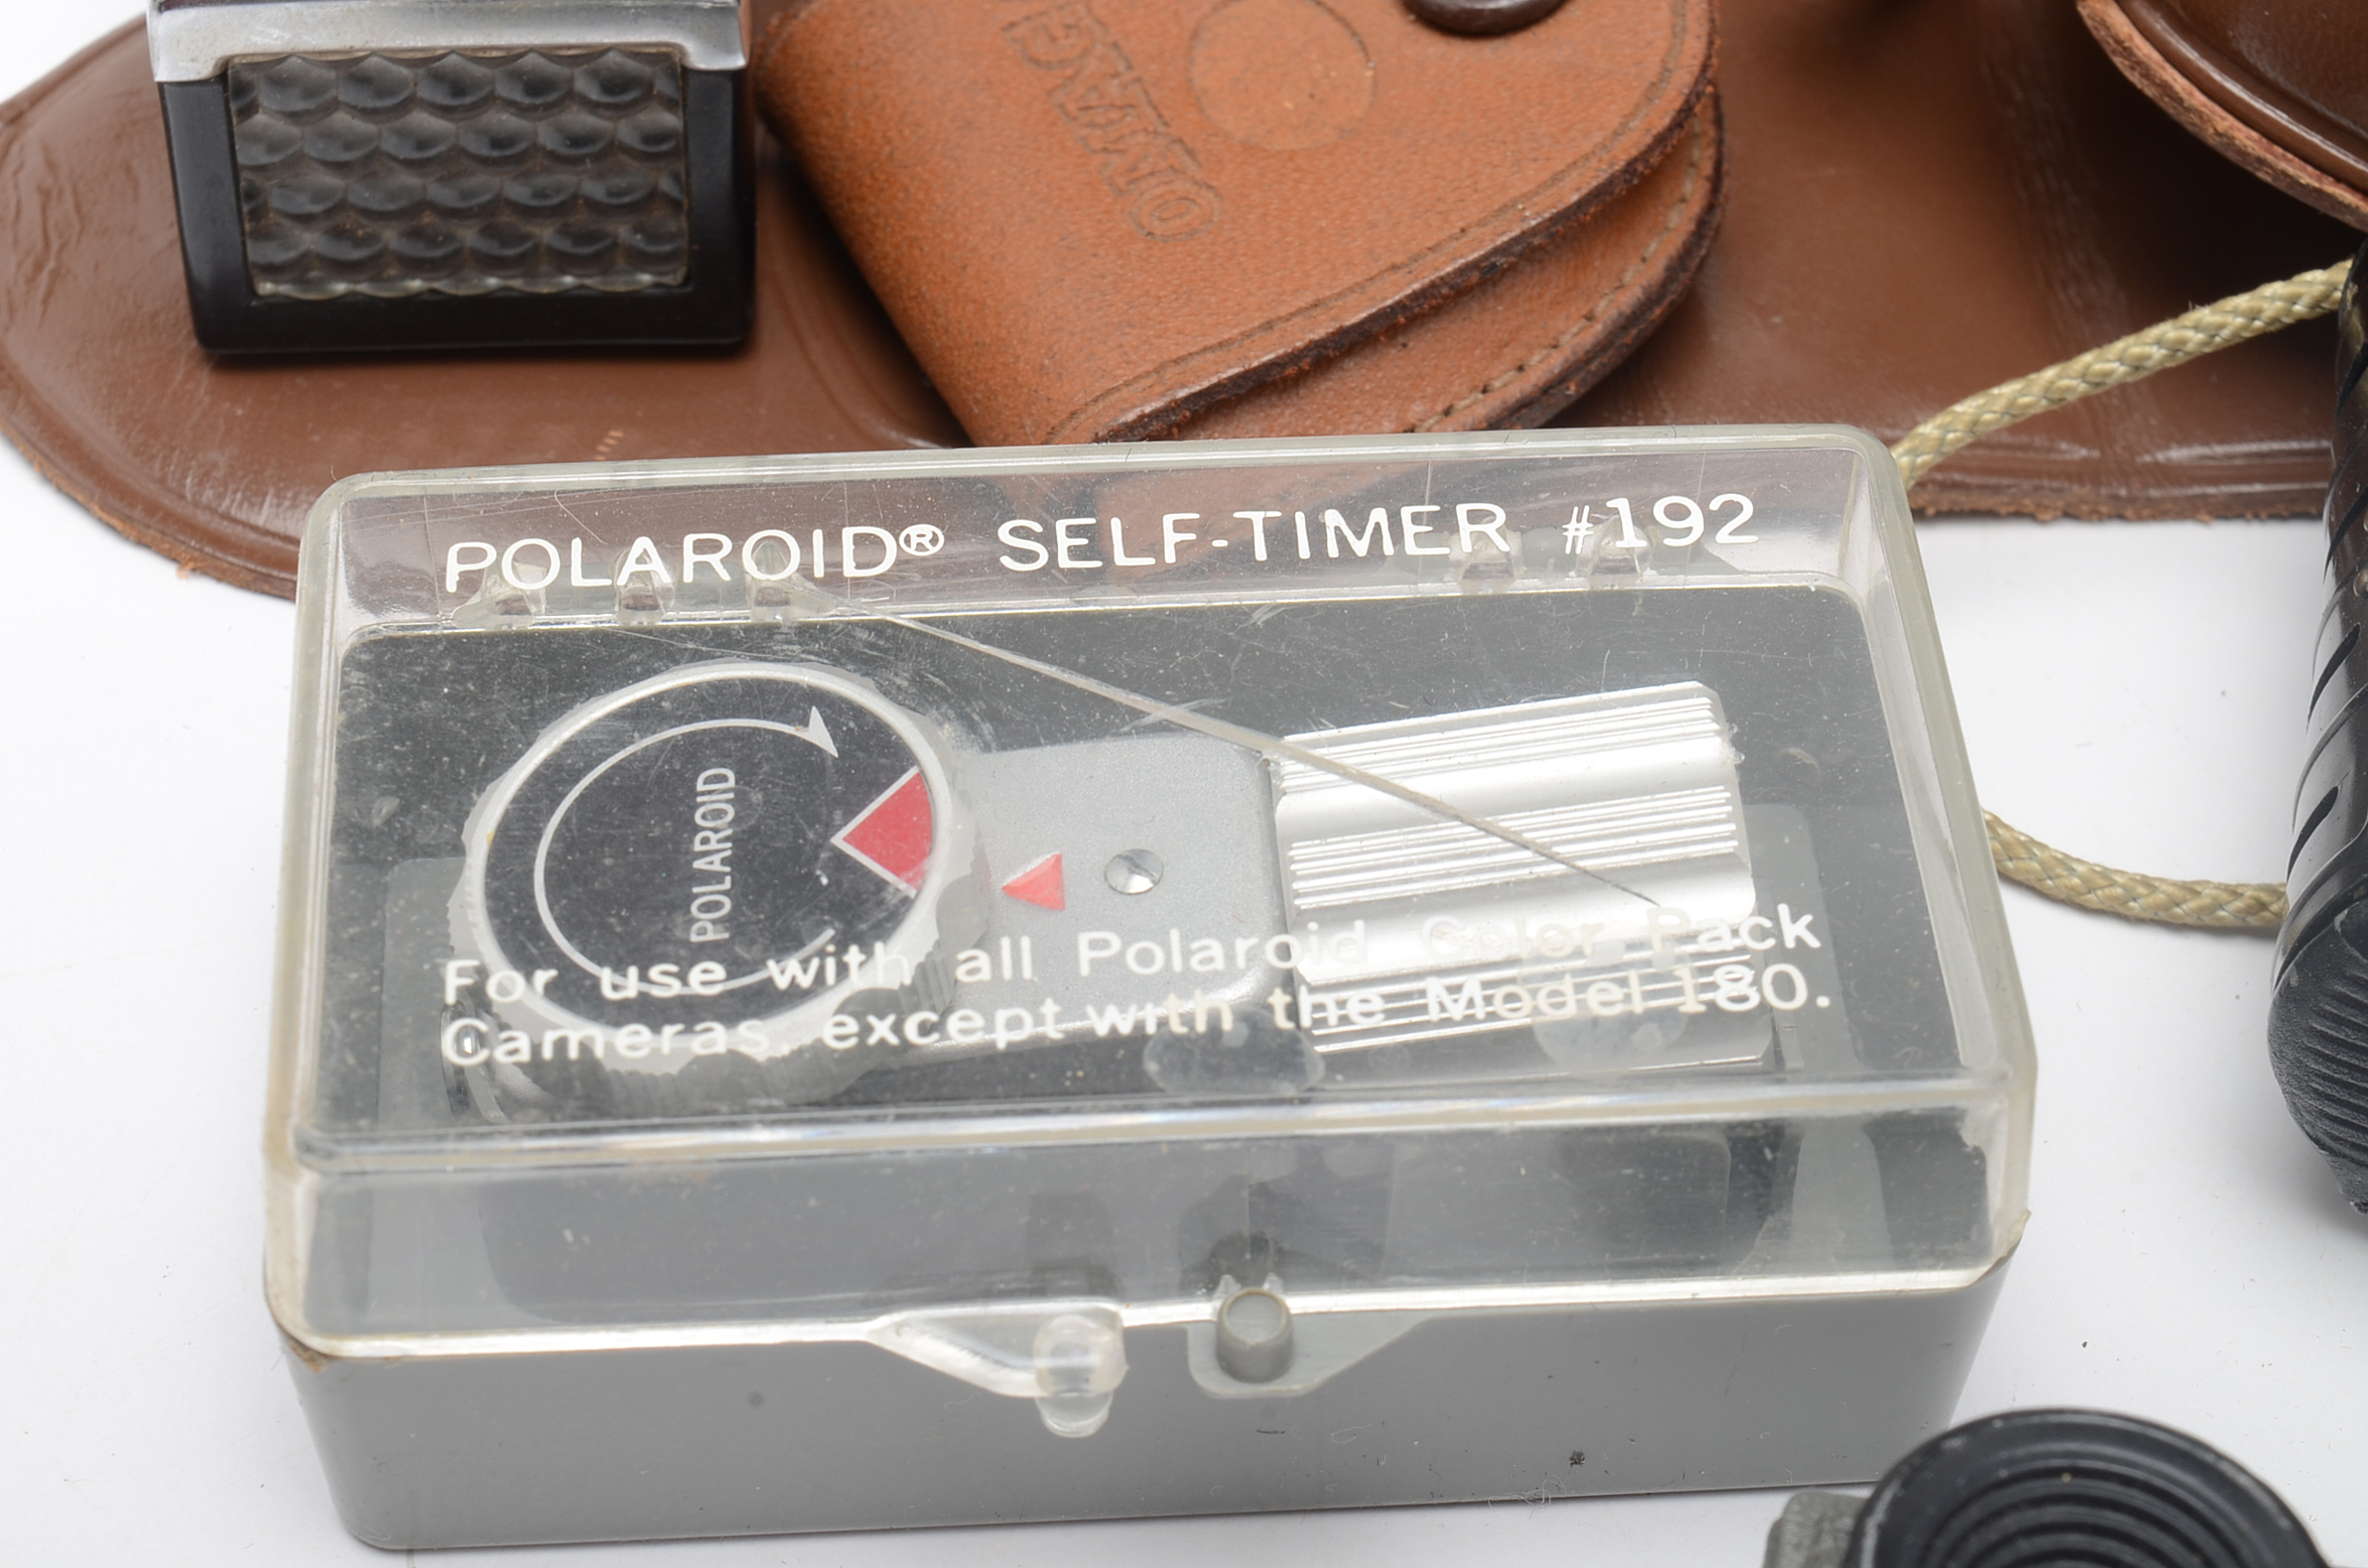 POLAROID® SELF-TIMER #192
POLAROID
For use with all Polaroid Color Pack
Cameras, except with the Model 180.